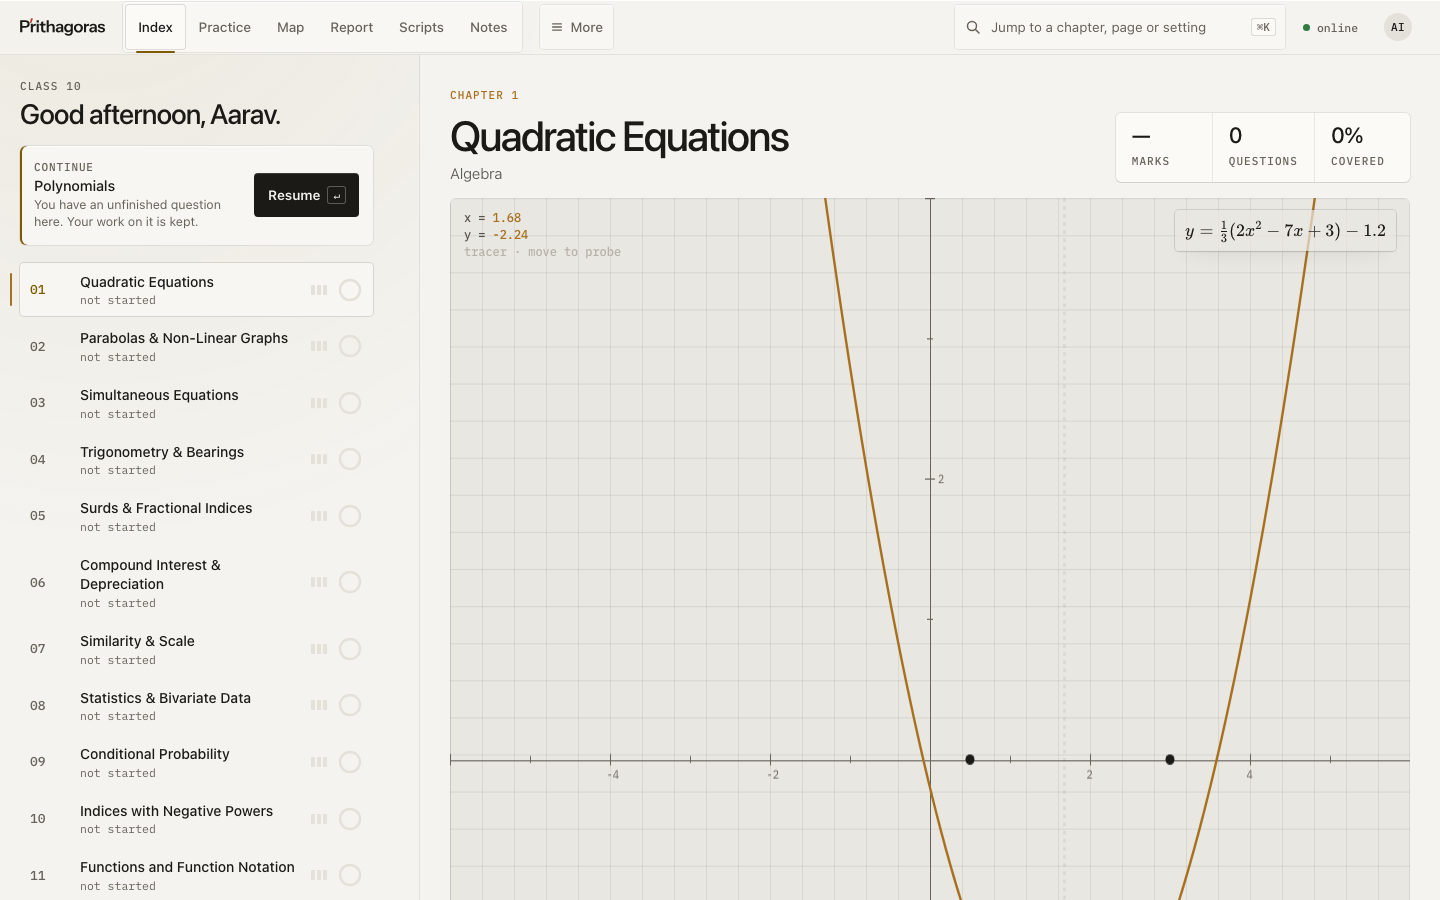 Prithagoras
Index
Practice
Map
Report
Scripts
Notes
More
Jump to a chapter, page or setting
⌘K
online
AI
CLASS 10
Good afternoon, Aarav.
CONTINUE
Polynomials
You have an unfinished question
here. Your work on it is kept.
Resume ↵
01
Quadratic Equations
not started
02
Parabolas & Non-Linear Graphs
not started
03
Simultaneous Equations
not started
04
Trigonometry & Bearings
not started
05
Surds & Fractional Indices
not started
06
Compound Interest &
Depreciation
not started
07
Similarity & Scale
not started
08
Statistics & Bivariate Data
not started
09
Conditional Probability
not started
10
Indices with Negative Powers
not started
11
Functions and Function Notation
not started
CHAPTER 1
Quadratic Equations
Algebra
—
MARKS
0
QUESTIONS
0%
COVERED
x = 1.68
y = -2.24
tracer · move to probe
y = 1/3(2x² − 7x + 3) − 1.2
2
-4
-2
2
4